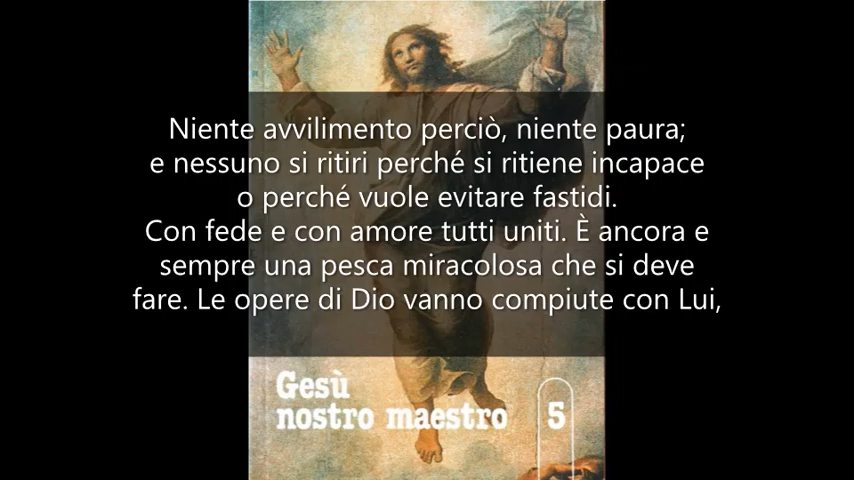 Niente avvilimento perciò, niente paura;
e nessuno si ritiri perché si ritiene incapace
o perché vuole evitare fastidi.
Con fede e con amore tutti uniti. È ancora e
sempre una pesca miracolosa che si deve
fare. Le opere di Dio vanno compiute con Lui,
Gesù
nostro maestro 5